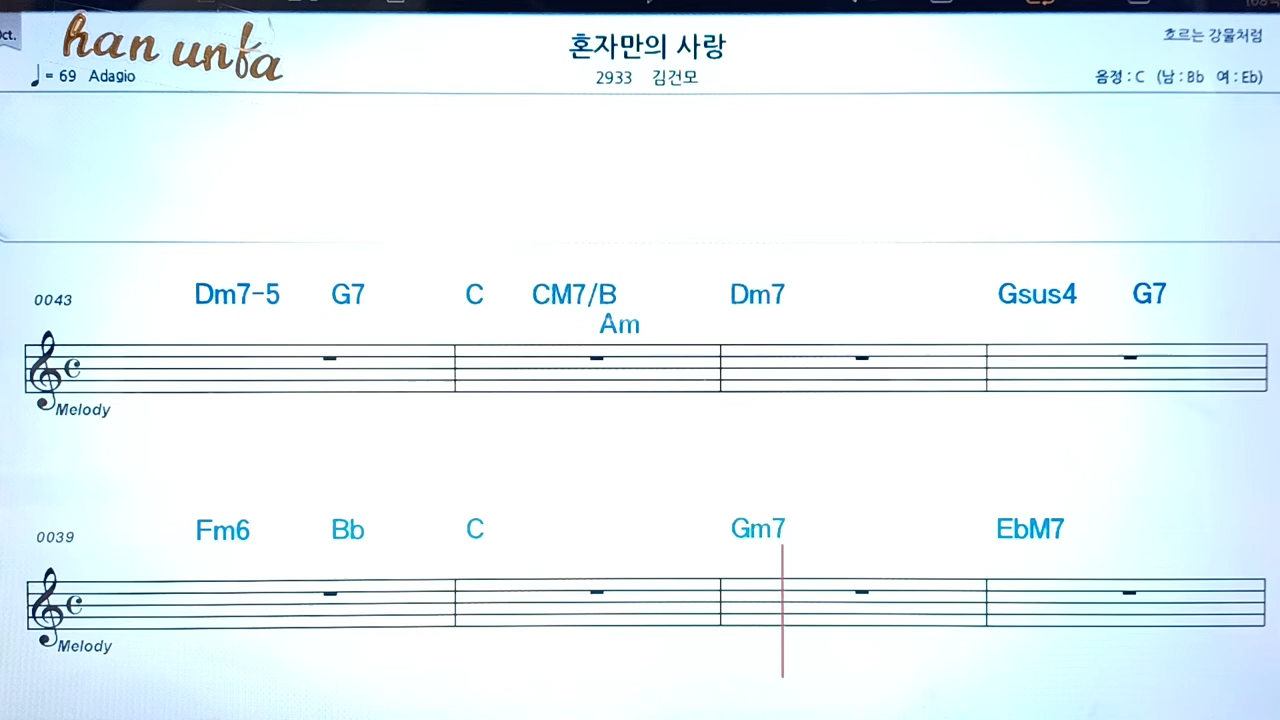 Oct.
han unfa
혼자만의 사랑
흐르는 강물처럼
= 69 Adagio
2933 김건모
음정 : C (남 : Bb 여 : Eb)
0043
Dm7-5 G7 C CM7/B Dm7 Gsus4 G7
Am
Melody
0039
Fm6 Bb C Gm7 EbM7
Melody